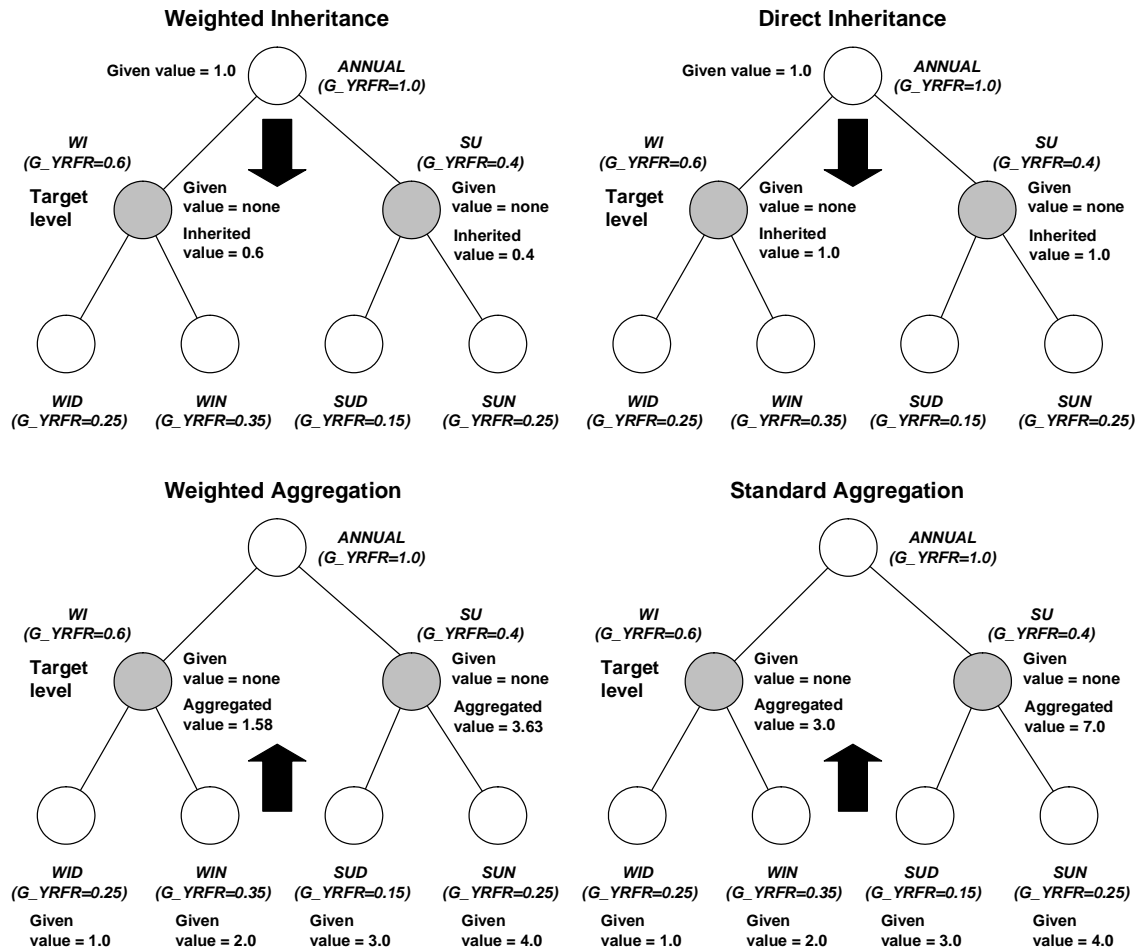 Weighted Inheritance
Given value = 1.0
ANNUAL
(G_YRFR=1.0)
WI
(G_YRFR=0.6)
SU
(G_YRFR=0.4)
Target
level
Given
value = none
Inherited
value = 0.6
Given
value = none
Inherited
value = 0.4
WID
(G_YRFR=0.25)
WIN
(G_YRFR=0.35)
SUD
(G_YRFR=0.15)
SUN
(G_YRFR=0.25)
Direct Inheritance
Given value = 1.0
ANNUAL
(G_YRFR=1.0)
WI
(G_YRFR=0.6)
SU
(G_YRFR=0.4)
Target
level
Given
value = none
Inherited
value = 1.0
Given
value = none
Inherited
value = 1.0
WID
(G_YRFR=0.25)
WIN
(G_YRFR=0.35)
SUD
(G_YRFR=0.15)
SUN
(G_YRFR=0.25)
Weighted Aggregation
ANNUAL
(G_YRFR=1.0)
WI
(G_YRFR=0.6)
SU
(G_YRFR=0.4)
Target
level
Given
value = none
Aggregated
value = 1.58
Given
value = none
Aggregated
value = 3.63
WID
(G_YRFR=0.25)
WIN
(G_YRFR=0.35)
SUD
(G_YRFR=0.15)
SUN
(G_YRFR=0.25)
Given
value = 1.0
Given
value = 2.0
Given
value = 3.0
Given
value = 4.0
Standard Aggregation
ANNUAL
(G_YRFR=1.0)
WI
(G_YRFR=0.6)
SU
(G_YRFR=0.4)
Target
level
Given
value = none
Aggregated
value = 3.0
Given
value = none
Aggregated
value = 7.0
WID
(G_YRFR=0.25)
WIN
(G_YRFR=0.35)
SUD
(G_YRFR=0.15)
SUN
(G_YRFR=0.25)
Given
value = 1.0
Given
value = 2.0
Given
value = 3.0
Given
value = 4.0